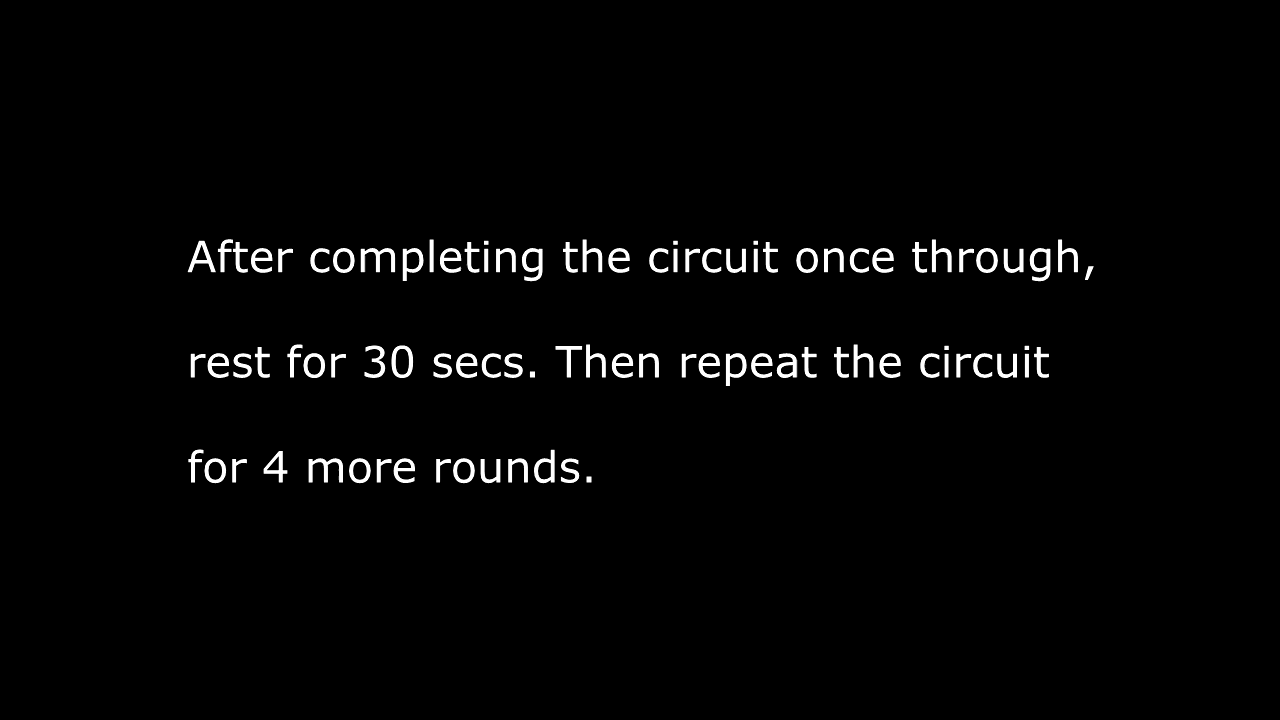 After completing the circuit once through,
rest for 30 secs. Then repeat the circuit
for 4 more rounds.